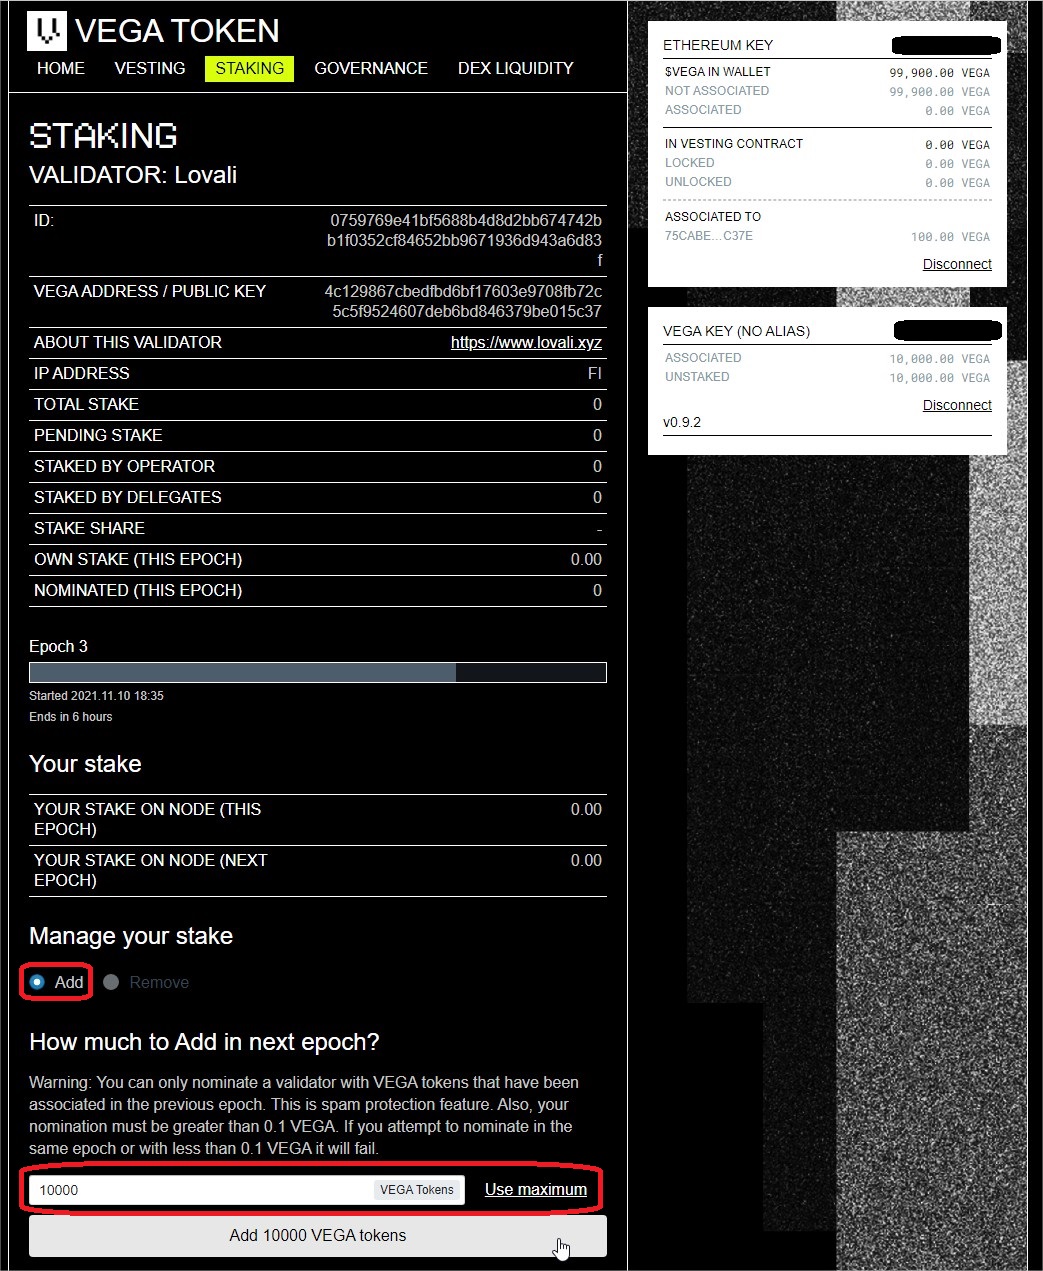 VEGA TOKEN
HOME VESTING STAKING GOVERNANCE DEX LIQUIDITY
STAKING
VALIDATOR: Lovali
ID: 0759769e41bf5688b4d8d2bb674742b
b1f0352cf84652bb9671936d943a6d83
f
VEGA ADDRESS / PUBLIC KEY 4c129867cbedfbd6bf17603e9708fb72c
5c5f9524607deb6bd846379be015c37
ABOUT THIS VALIDATOR https://www.lovali.xyz
IP ADDRESS FI
TOTAL STAKE 0
PENDING STAKE 0
STAKED BY OPERATOR 0
STAKED BY DELEGATES 0
STAKE SHARE -
OWN STAKE (THIS EPOCH) 0.00
NOMINATED (THIS EPOCH) 0
Epoch 3
Started 2021.11.10 18:35
Ends in 6 hours
Your stake
YOUR STAKE ON NODE (THIS 0.00
EPOCH)
YOUR STAKE ON NODE (NEXT 0.00
EPOCH)
Manage your stake
Add Remove
How much to Add in next epoch?
Warning: You can only nominate a validator with VEGA tokens that have been
associated in the previous epoch. This is spam protection feature. Also, your
nomination must be greater than 0.1 VEGA. If you attempt to nominate in the
same epoch or with less than 0.1 VEGA it will fail.
10000 VEGA Tokens Use maximum
Add 10000 VEGA tokens
ETHEREUM KEY
$VEGA IN WALLET 99,900.00 VEGA
NOT ASSOCIATED 99,900.00 VEGA
ASSOCIATED 0.00 VEGA
IN VESTING CONTRACT 0.00 VEGA
LOCKED 0.00 VEGA
UNLOCKED 0.00 VEGA
ASSOCIATED TO
75CABE...C37E 100.00 VEGA
Disconnect
VEGA KEY (NO ALIAS)
ASSOCIATED 10,000.00 VEGA
UNSTAKED 10,000.00 VEGA
Disconnect
v0.9.2